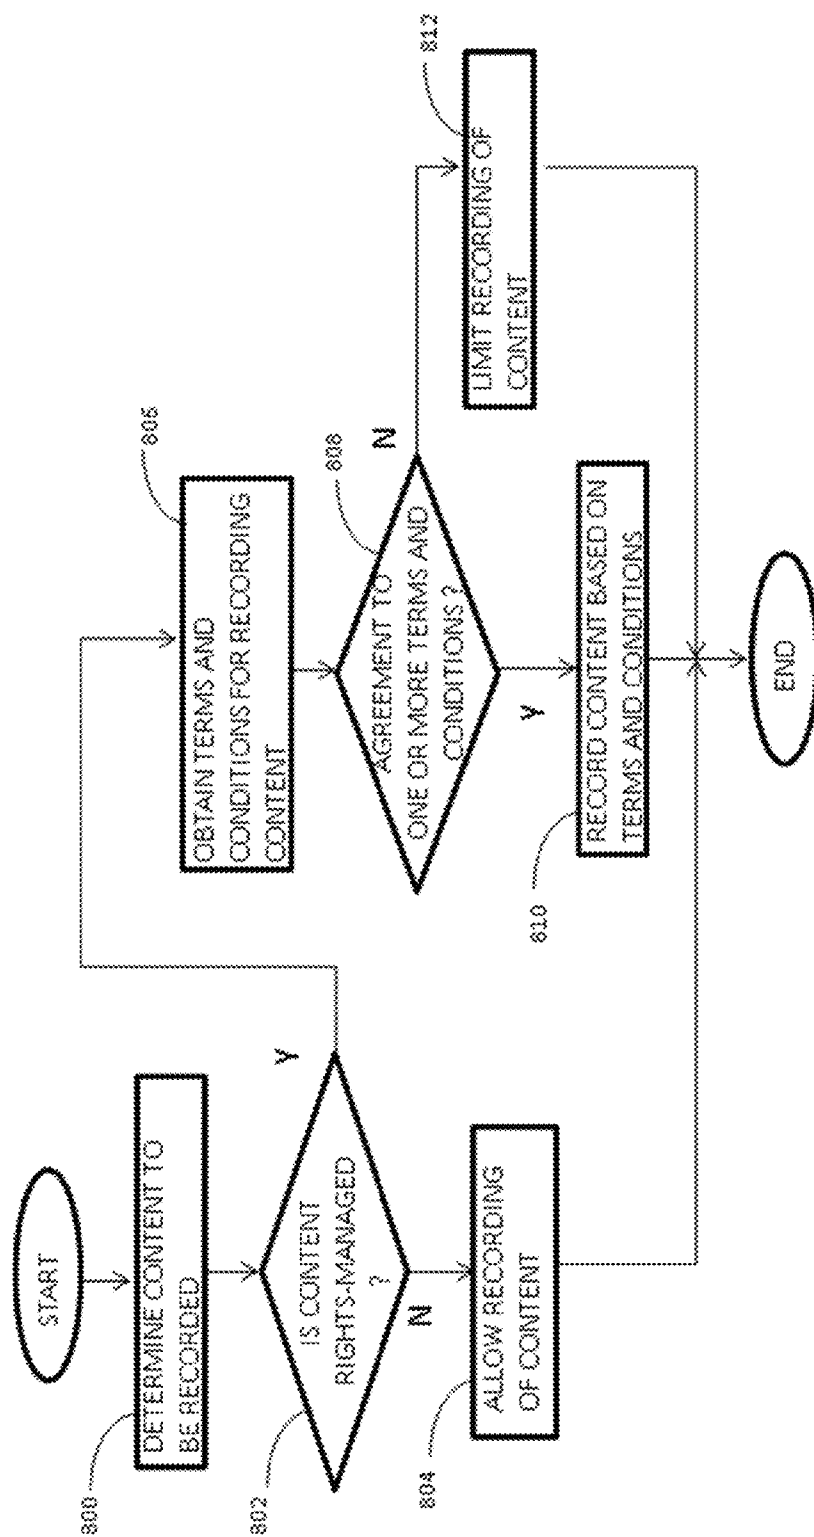 START
800
DETERMINE CONTENT TO
BE RECORDED
802
IS CONTENT
RIGHTS-MANAGED
?
Y
N
804
ALLOW RECORDING
OF CONTENT
806
OBTAIN TERMS AND
CONDITIONS FOR RECORDING
CONTENT
808
AGREEMENT TO
ONE OR MORE TERMS AND
CONDITIONS ?
N
Y
810
RECORD CONTENT BASED ON
TERMS AND CONDITIONS
812
LIMIT RECORDING OF
CONTENT
END